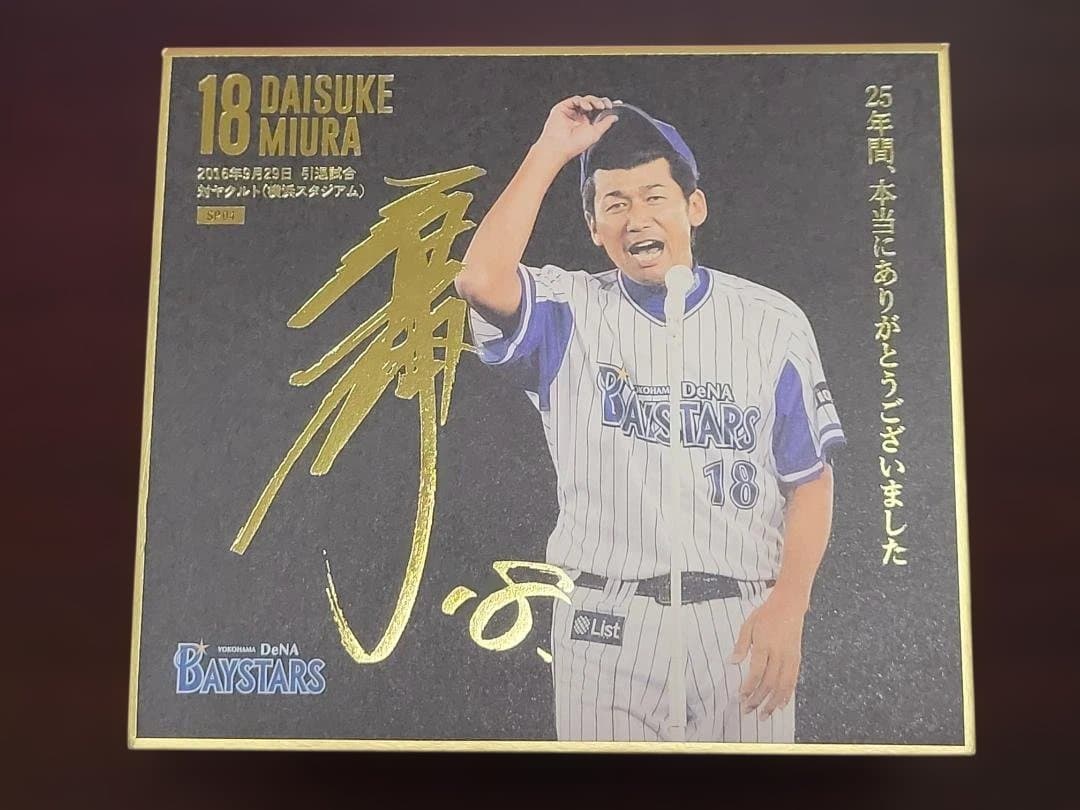 18 DAISUKE
MIURA
2016年9月29日 引退試合
対ヤクルト(横浜スタジアム)
SP04
25年間、本当にありがとうございました
YOKOHAMA DeNA
BAYSTARS
18
List
YOKOHAMA DeNA
BAYSTARS